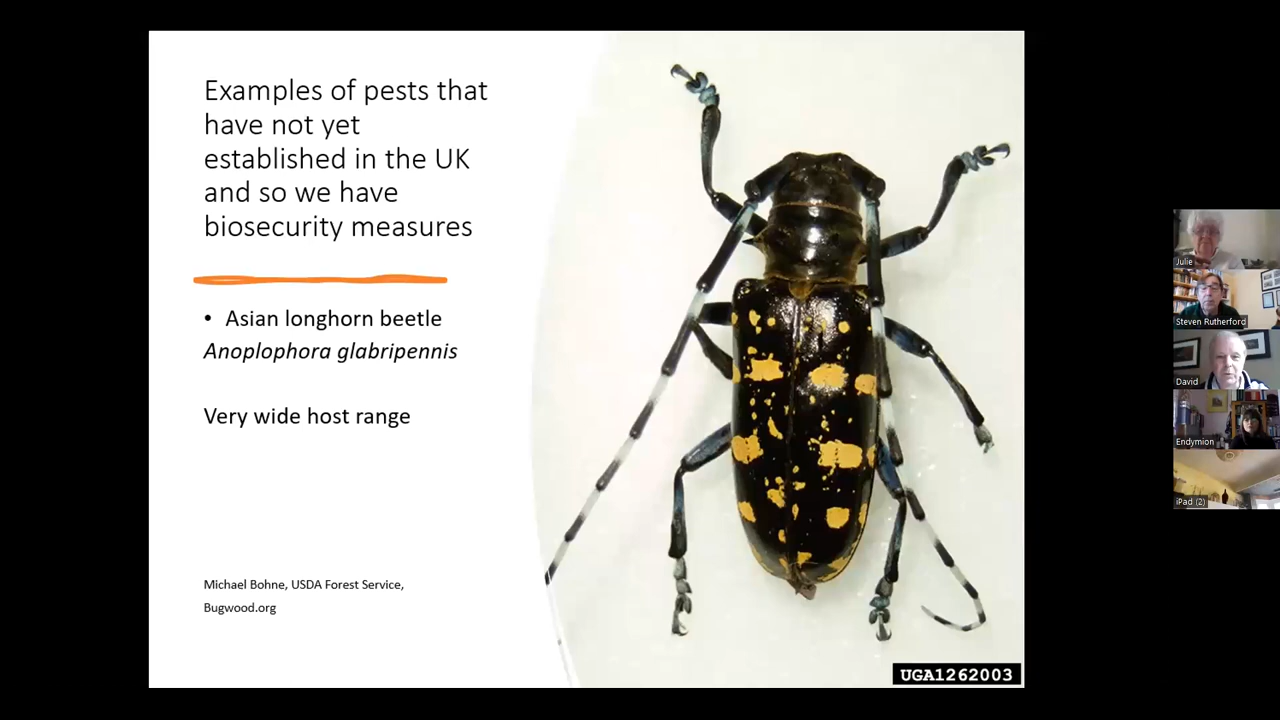 Examples of pests that
have not yet
established in the UK
and so we have
biosecurity measures
• Asian longhorn beetle
Anoplophora glabripennis
Very wide host range
Michael Bohne, USDA Forest Service,
Bugwood.org
UGA1262003
Julie
Steven Rutherford
David
Endymion
iPad (2)